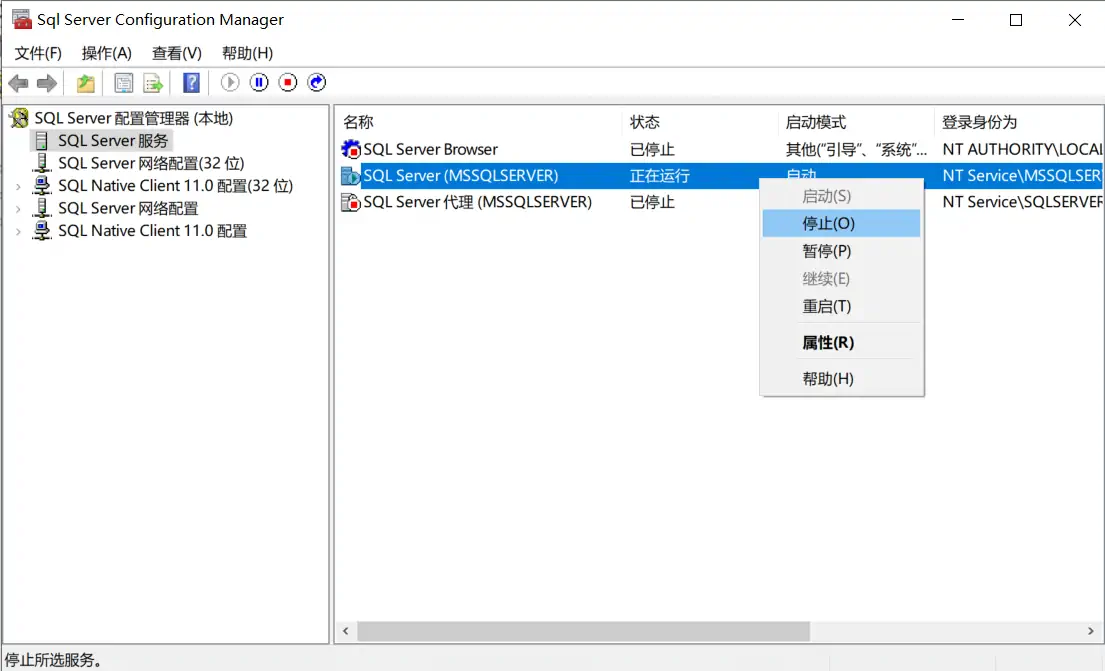 Sql Server Configuration Manager
文件(F) 操作(A) 查看(V) 帮助(H)
SQL Server 配置管理器 (本地)
SQL Server 服务
SQL Server 网络配置(32 位)
SQL Native Client 11.0 配置(32 位)
SQL Server 网络配置
SQL Native Client 11.0 配置
名称 状态 启动模式 登录身份为
SQL Server Browser 已停止 其他("引导"、"系统"... NT AUTHORITY\LOCAL
SQL Server (MSSQLSERVER) 正在运行 自动 NT Service\MSSQLSER
SQL Server 代理 (MSSQLSERVER) 已停止 NT Service\SQLSERVER
启动(S)
停止(O)
暂停(P)
继续(E)
重启(T)
属性(R)
帮助(H)
停止所选服务。